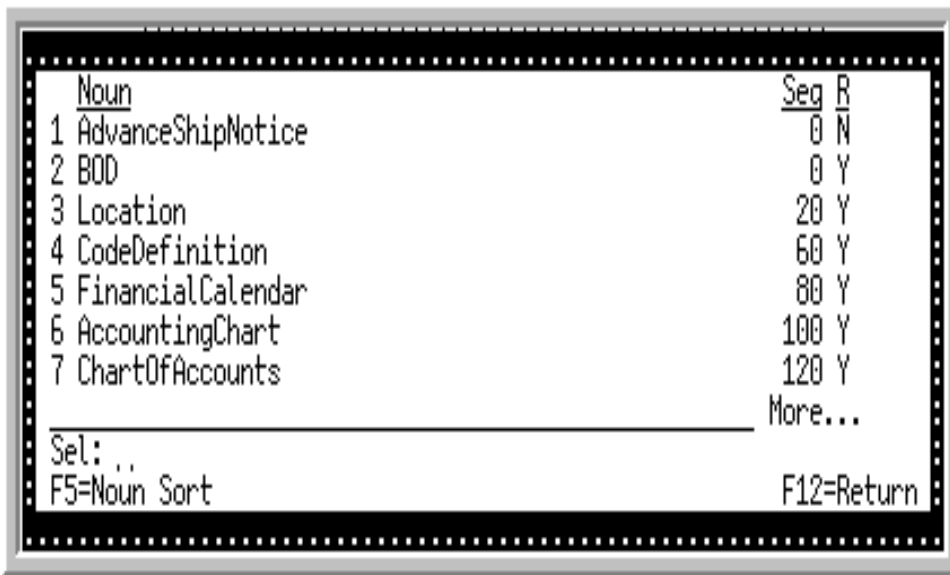 Noun Seq R
1 AdvanceShipNotice 0 N
2 BOD 0 Y
3 Location 20 Y
4 CodeDefinition 60 Y
5 FinancialCalendar 80 Y
6 AccountingChart 100 Y
7 ChartOfAccounts 120 Y
More...
Sel: ..
F5=Noun Sort F12=Return